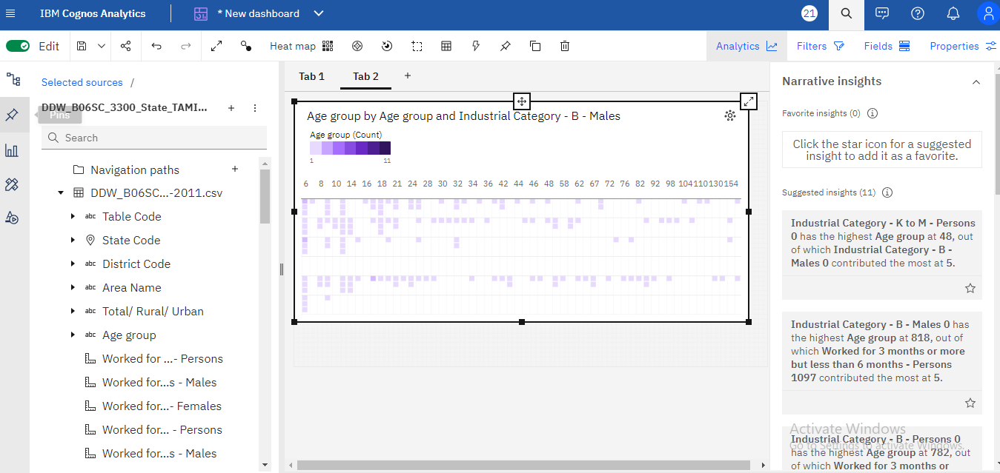 IBM Cognos Analytics
* New dashboard
21
Edit
Heat map
Analytics
Filters
Fields
Properties
Selected sources /
DDW_B06SC_3300_State_TAMI...
Pins
Search
Navigation paths
DDW_B06SC...-2011.csv
abc Table Code
State Code
abc District Code
abc Area Name
abc Total/ Rural/ Urban
abc Age group
Worked for ...- Persons
Worked for...s - Males
Worked for...- Females
Worked for... - Persons
Worked for...s - Males
Tab 1
Tab 2
Age group by Age group and Industrial Category - B - Males
Age group (Count)
1 11
6 8 10 14 16 18 21 24 28 30 32 34 36 42 44 46 48 58 62 67 72 76 82 92 98 104 110 130 154
Narrative insights
Favorite insights (0)
Click the star icon for a suggested
insight to add it as a favorite.
Suggested insights (11)
Industrial Category - K to M - Persons
0 has the highest Age group at 48, out
of which Industrial Category - B -
Males 0 contributed the most at 5.
Industrial Category - B - Males 0 has
the highest Age group at 818, out of
which Worked for 3 months or more
but less than 6 months - Persons
1097 contributed the most at 5.
Activate Windows
Industrial Category - B - Persons 0
Go to Settings to activate Windows.
has the highest Age group at 782, out
of which Worked for 3 months or